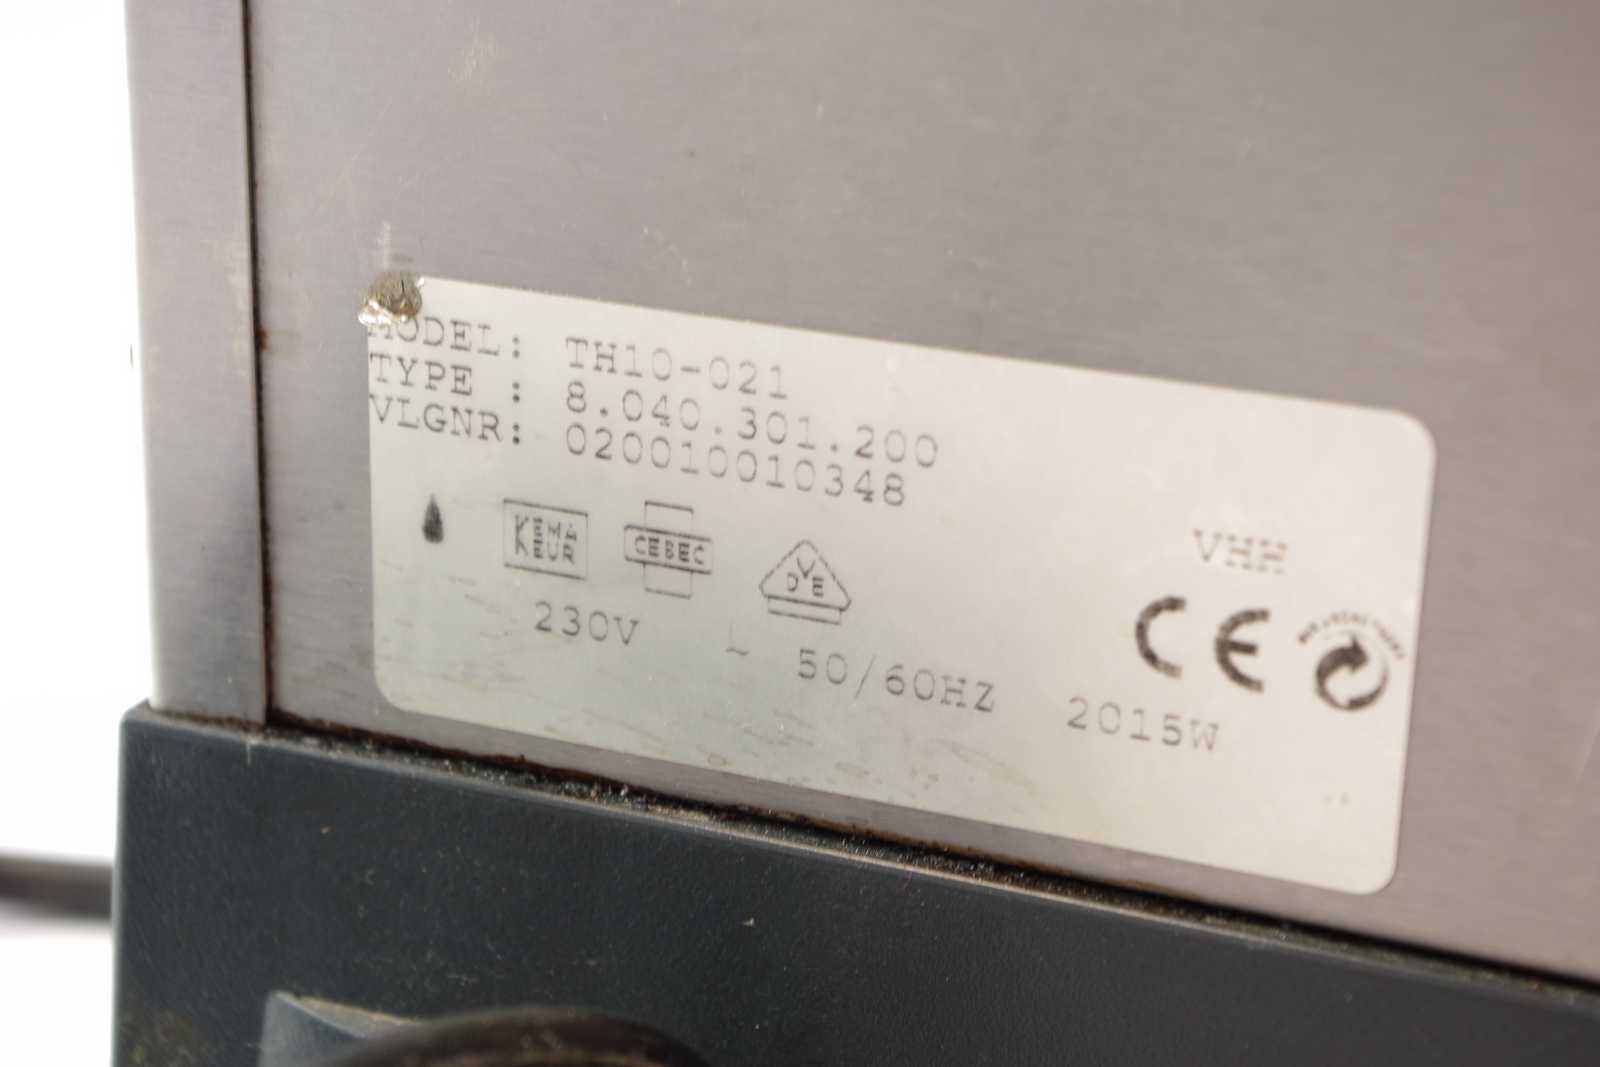 MODEL: TH10-021
TYPE : 8.040.301.200
VLGNR: 020010010348
KEMA
KEUR
CEBEC
VDE
VHH
CE
230V ~ 50/60HZ 2015W